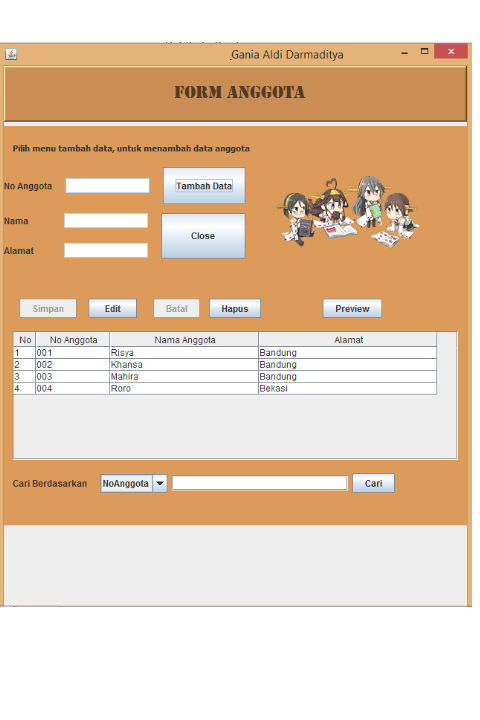 Gania Aldi Darmaditya
FORM ANGGOTA
Pilih menu tambah data, untuk menambah data anggota
No Anggota
Tambah Data
Nama
Close
Alamat
Simpan Edit Batal Hapus Preview
No No Anggota Nama Anggota Alamat
1 001 Risya Bandung
2 002 Khansa Bandung
3 003 Mahira Bandung
4 004 Roro Bekasi
Cari Berdasarkan NoAnggota Cari